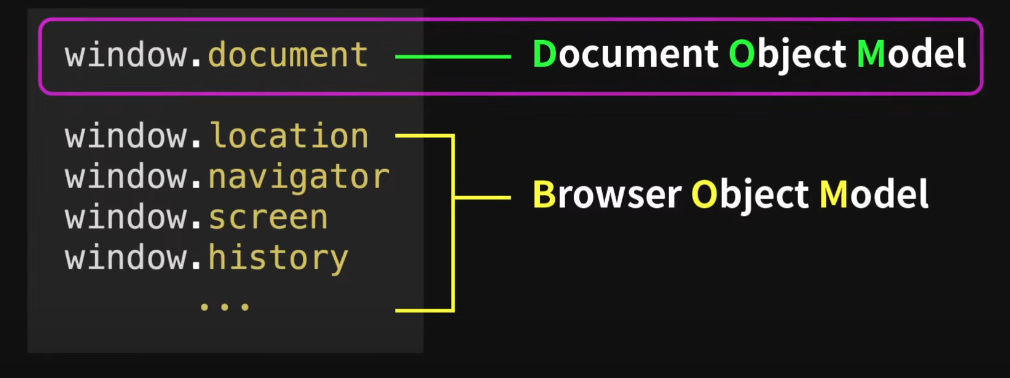 window.document Document Object Model
window.location
window.navigator
window.screen
window.history
...
Browser Object Model